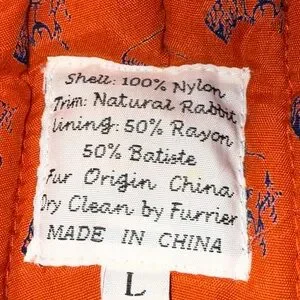 Shell: 100% Nylon
Trim: Natural Rabbit
lining: 50% Rayon
50% Batiste
Fur Origin China
Dry Clean by Furrier
MADE IN CHINA
L